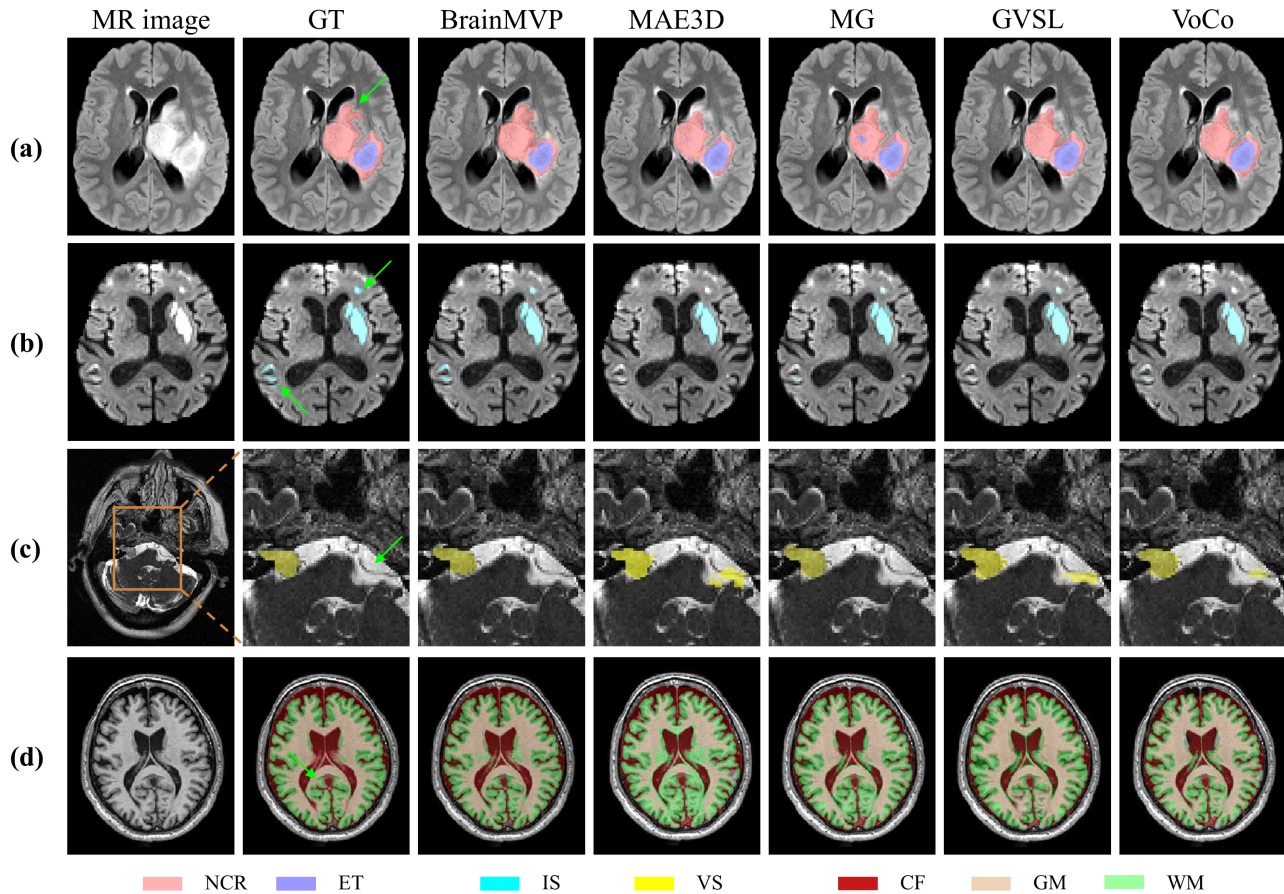 MR image GT BrainMVP MAE3D MG GVSL VoCo
(a)
(b)
(c)
(d)
NCR ET IS VS CF GM WM